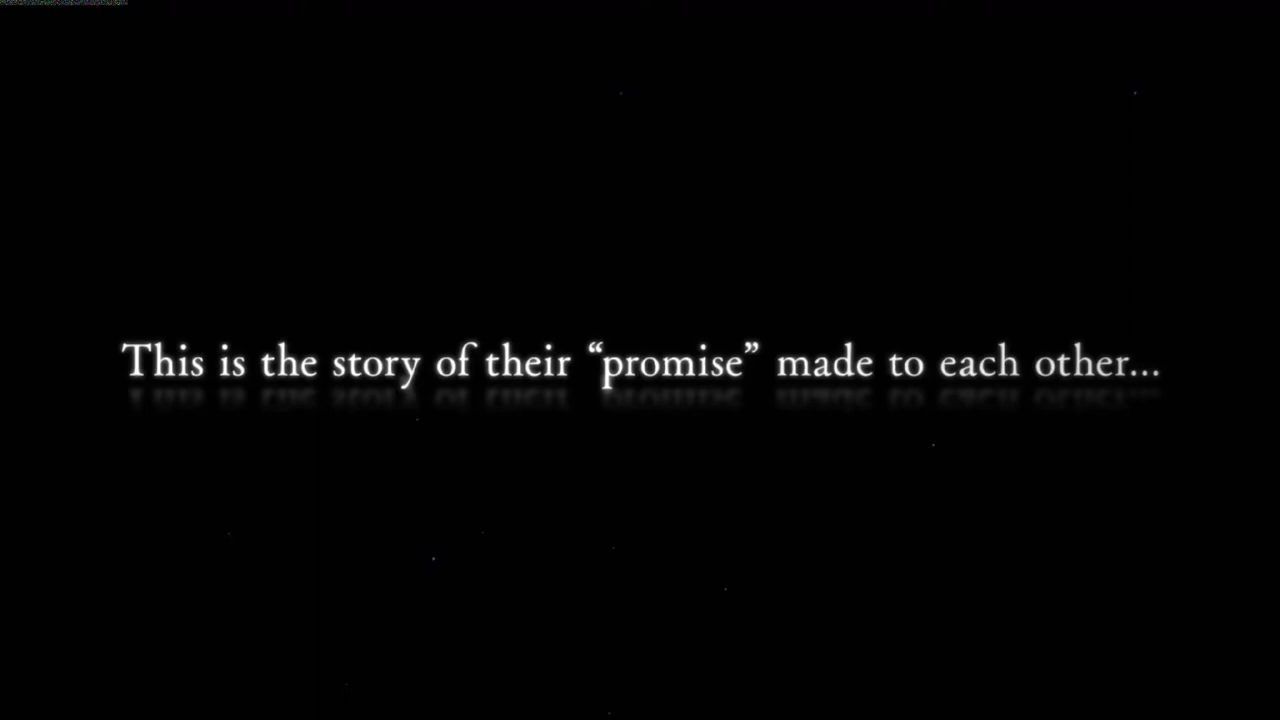 This is the story of their “promise” made to each other...